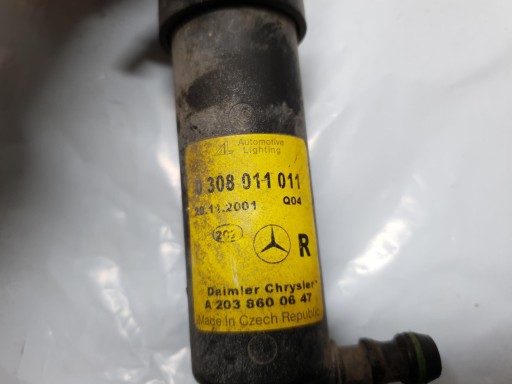 Automotive
Lighting
0 308 011 011
20.11.2001 Q04
202
R
Daimler Chrysler
A 203 860 06 47
Made in Czech Republic